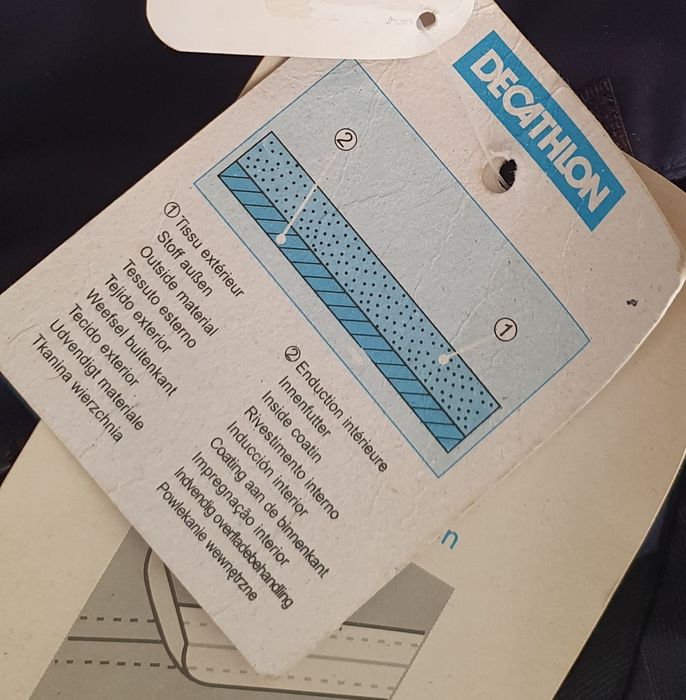 DECATHLON
②
①
① Tissu extérieur
Stoff außen
Outside material
Tessuto esterno
Tejido exterior
Weefsel buitenkant
Tecido exterior
Udvendigt materiale
Tkanina wierzchnia
② Enduction intérieure
Innenfutter
Inside coatin
Rivestimento interno
Inducción interior
Coating aan de binnenkant
Impregnação interior
Indvendig overfladebehandling
Powlekanie wewnętrzne
n